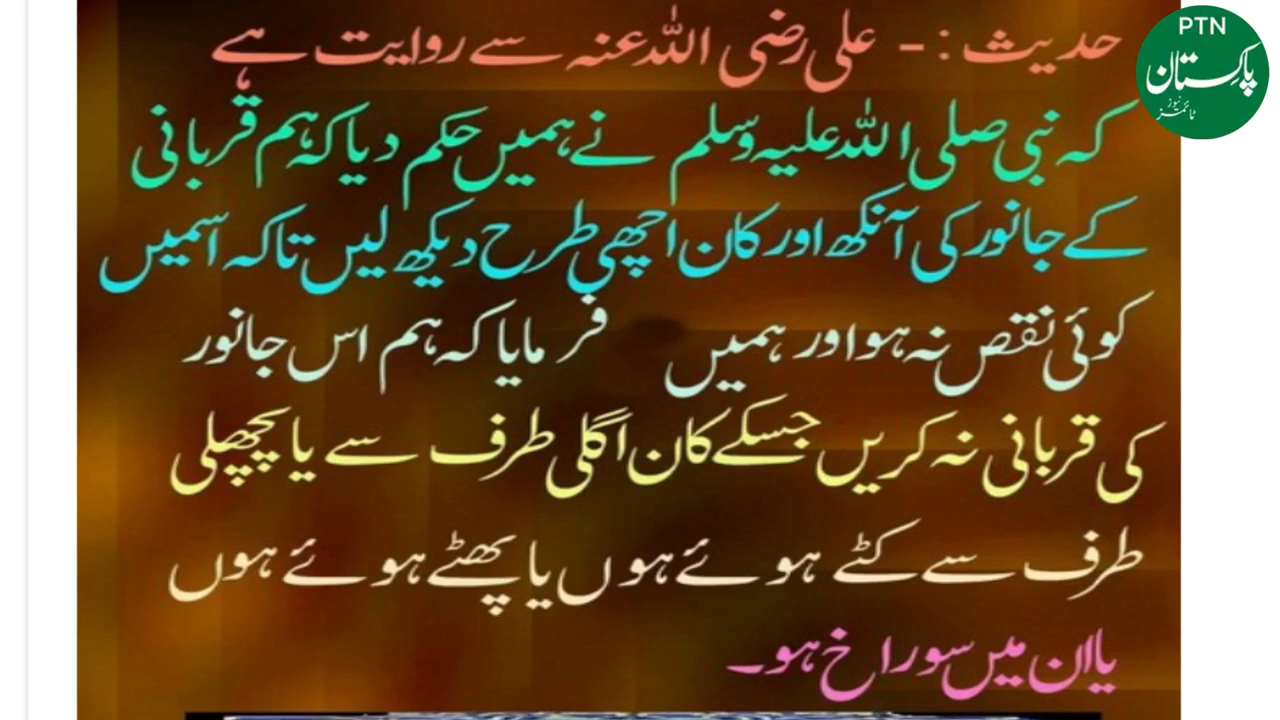 PTN
پاکستان
نیوز
ٹائمز
حدیث :- علی رضی اللہ عنہ سے روایت ہے
کہ نبی صلی اللہ علیہ وسلم نے ہمیں حکم دیا کہ ہم قربانی
کے جانور کی آنکھ اور کان اچھی طرح دیکھ لیں تاکہ اسمیں
کوئی نقص نہ ہو اور ہمیں فرمایا کہ ہم اس جانور
کی قربانی نہ کریں جسکے کان اگلی طرف سے یا پچھلی
طرف سے کٹے ہوئے ہوں یا پھٹے ہوئے ہوں
یا ان میں سوراخ ہو۔